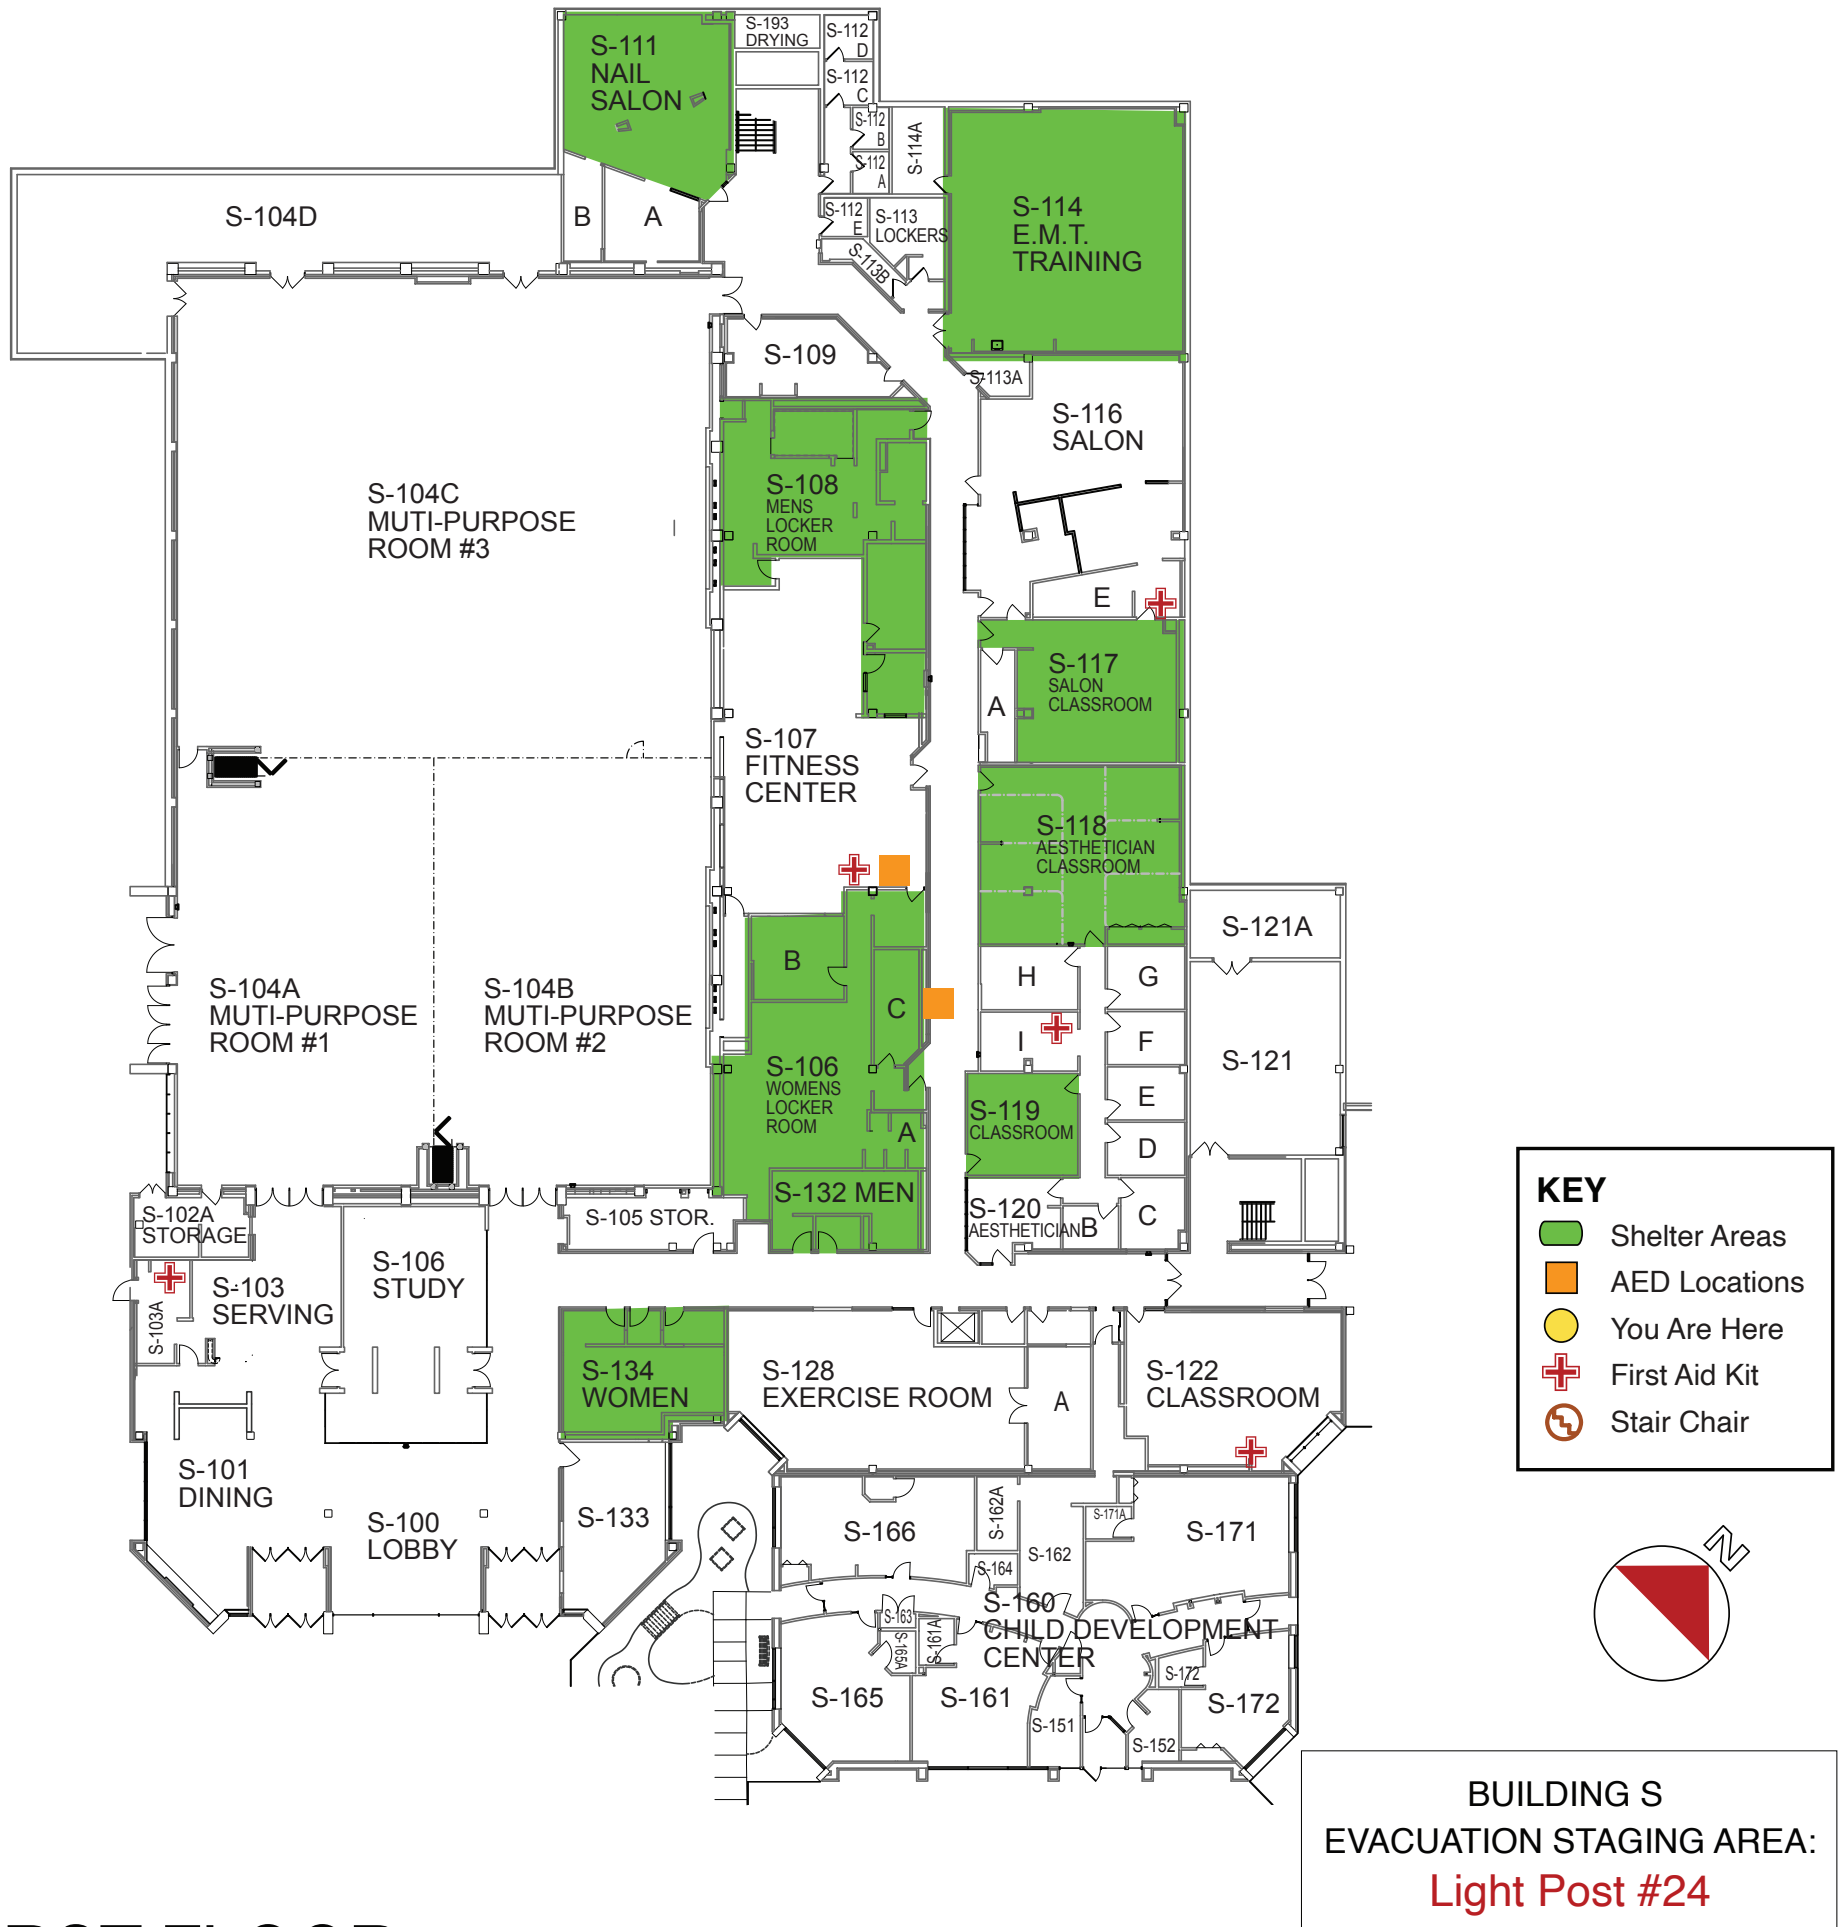 S-111
NAIL
SALON
S-193
DRYING
S-112
D
S-112
C
S-112
B
S-112
A
S-114A
S-104D
B
A
S-112
E
S-113
LOCKERS
S-113B
S-114
E.M.T.
TRAINING
S-109
S-113A
S-116
SALON
S-104C
MUTI-PURPOSE
ROOM #3
S-108
MENS
LOCKER
ROOM
E
S-117
SALON
CLASSROOM
A
S-107
FITNESS
CENTER
S-118
AESTHETICIAN
CLASSROOM
S-121A
B
H
G
S-104A
MUTI-PURPOSE
ROOM #1
S-104B
MUTI-PURPOSE
ROOM #2
C
I
F
S-121
S-106
WOMENS
LOCKER
ROOM
E
S-119
CLASSROOM
A
D
S-132 MEN
S-102A
STORAGE
S-105 STOR.
S-120
AESTHETICIAN
B
C
KEY
Shelter Areas
AED Locations
You Are Here
First Aid Kit
Stair Chair
S-103
SERVING
S-103A
S-106
STUDY
S-134
WOMEN
S-128
EXERCISE ROOM
A
S-122
CLASSROOM
S-101
DINING
S-100
LOBBY
S-133
S-166
S-162A
S-162
S-171A
S-171
S-164
S-160
CHILD DEVELOPMENT
CENTER
S-163
S-165A
S-161A
S-172
S-165
S-161
S-151
S-152
S-172
N
BUILDING S
EVACUATION STAGING AREA:
Light Post #24